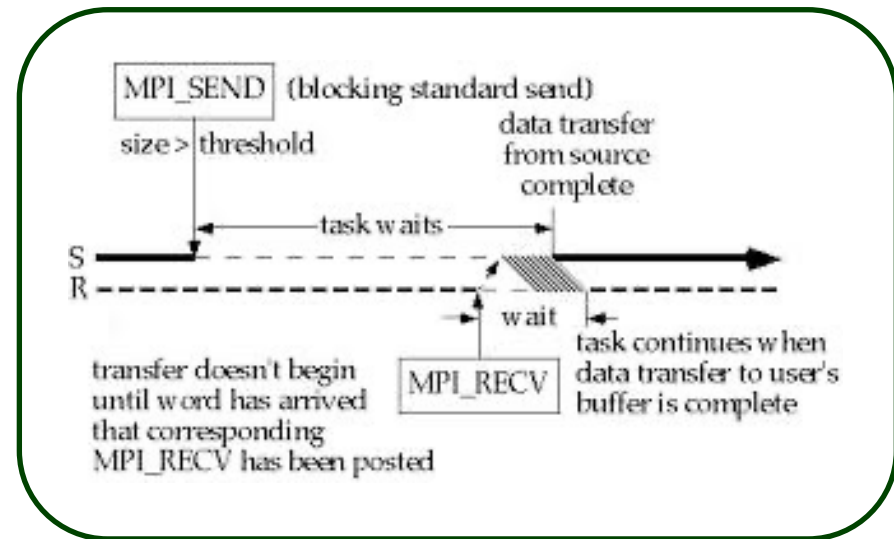 MPI_SEND (blocking standard send)
size > threshold
data transfer
from source
complete
task waits
S
R
wait
MPI_RECV
transfer doesn't begin
until word has arrived
that corresponding
MPI_RECV has been posted
task continues when
data transfer to user's
buffer is complete